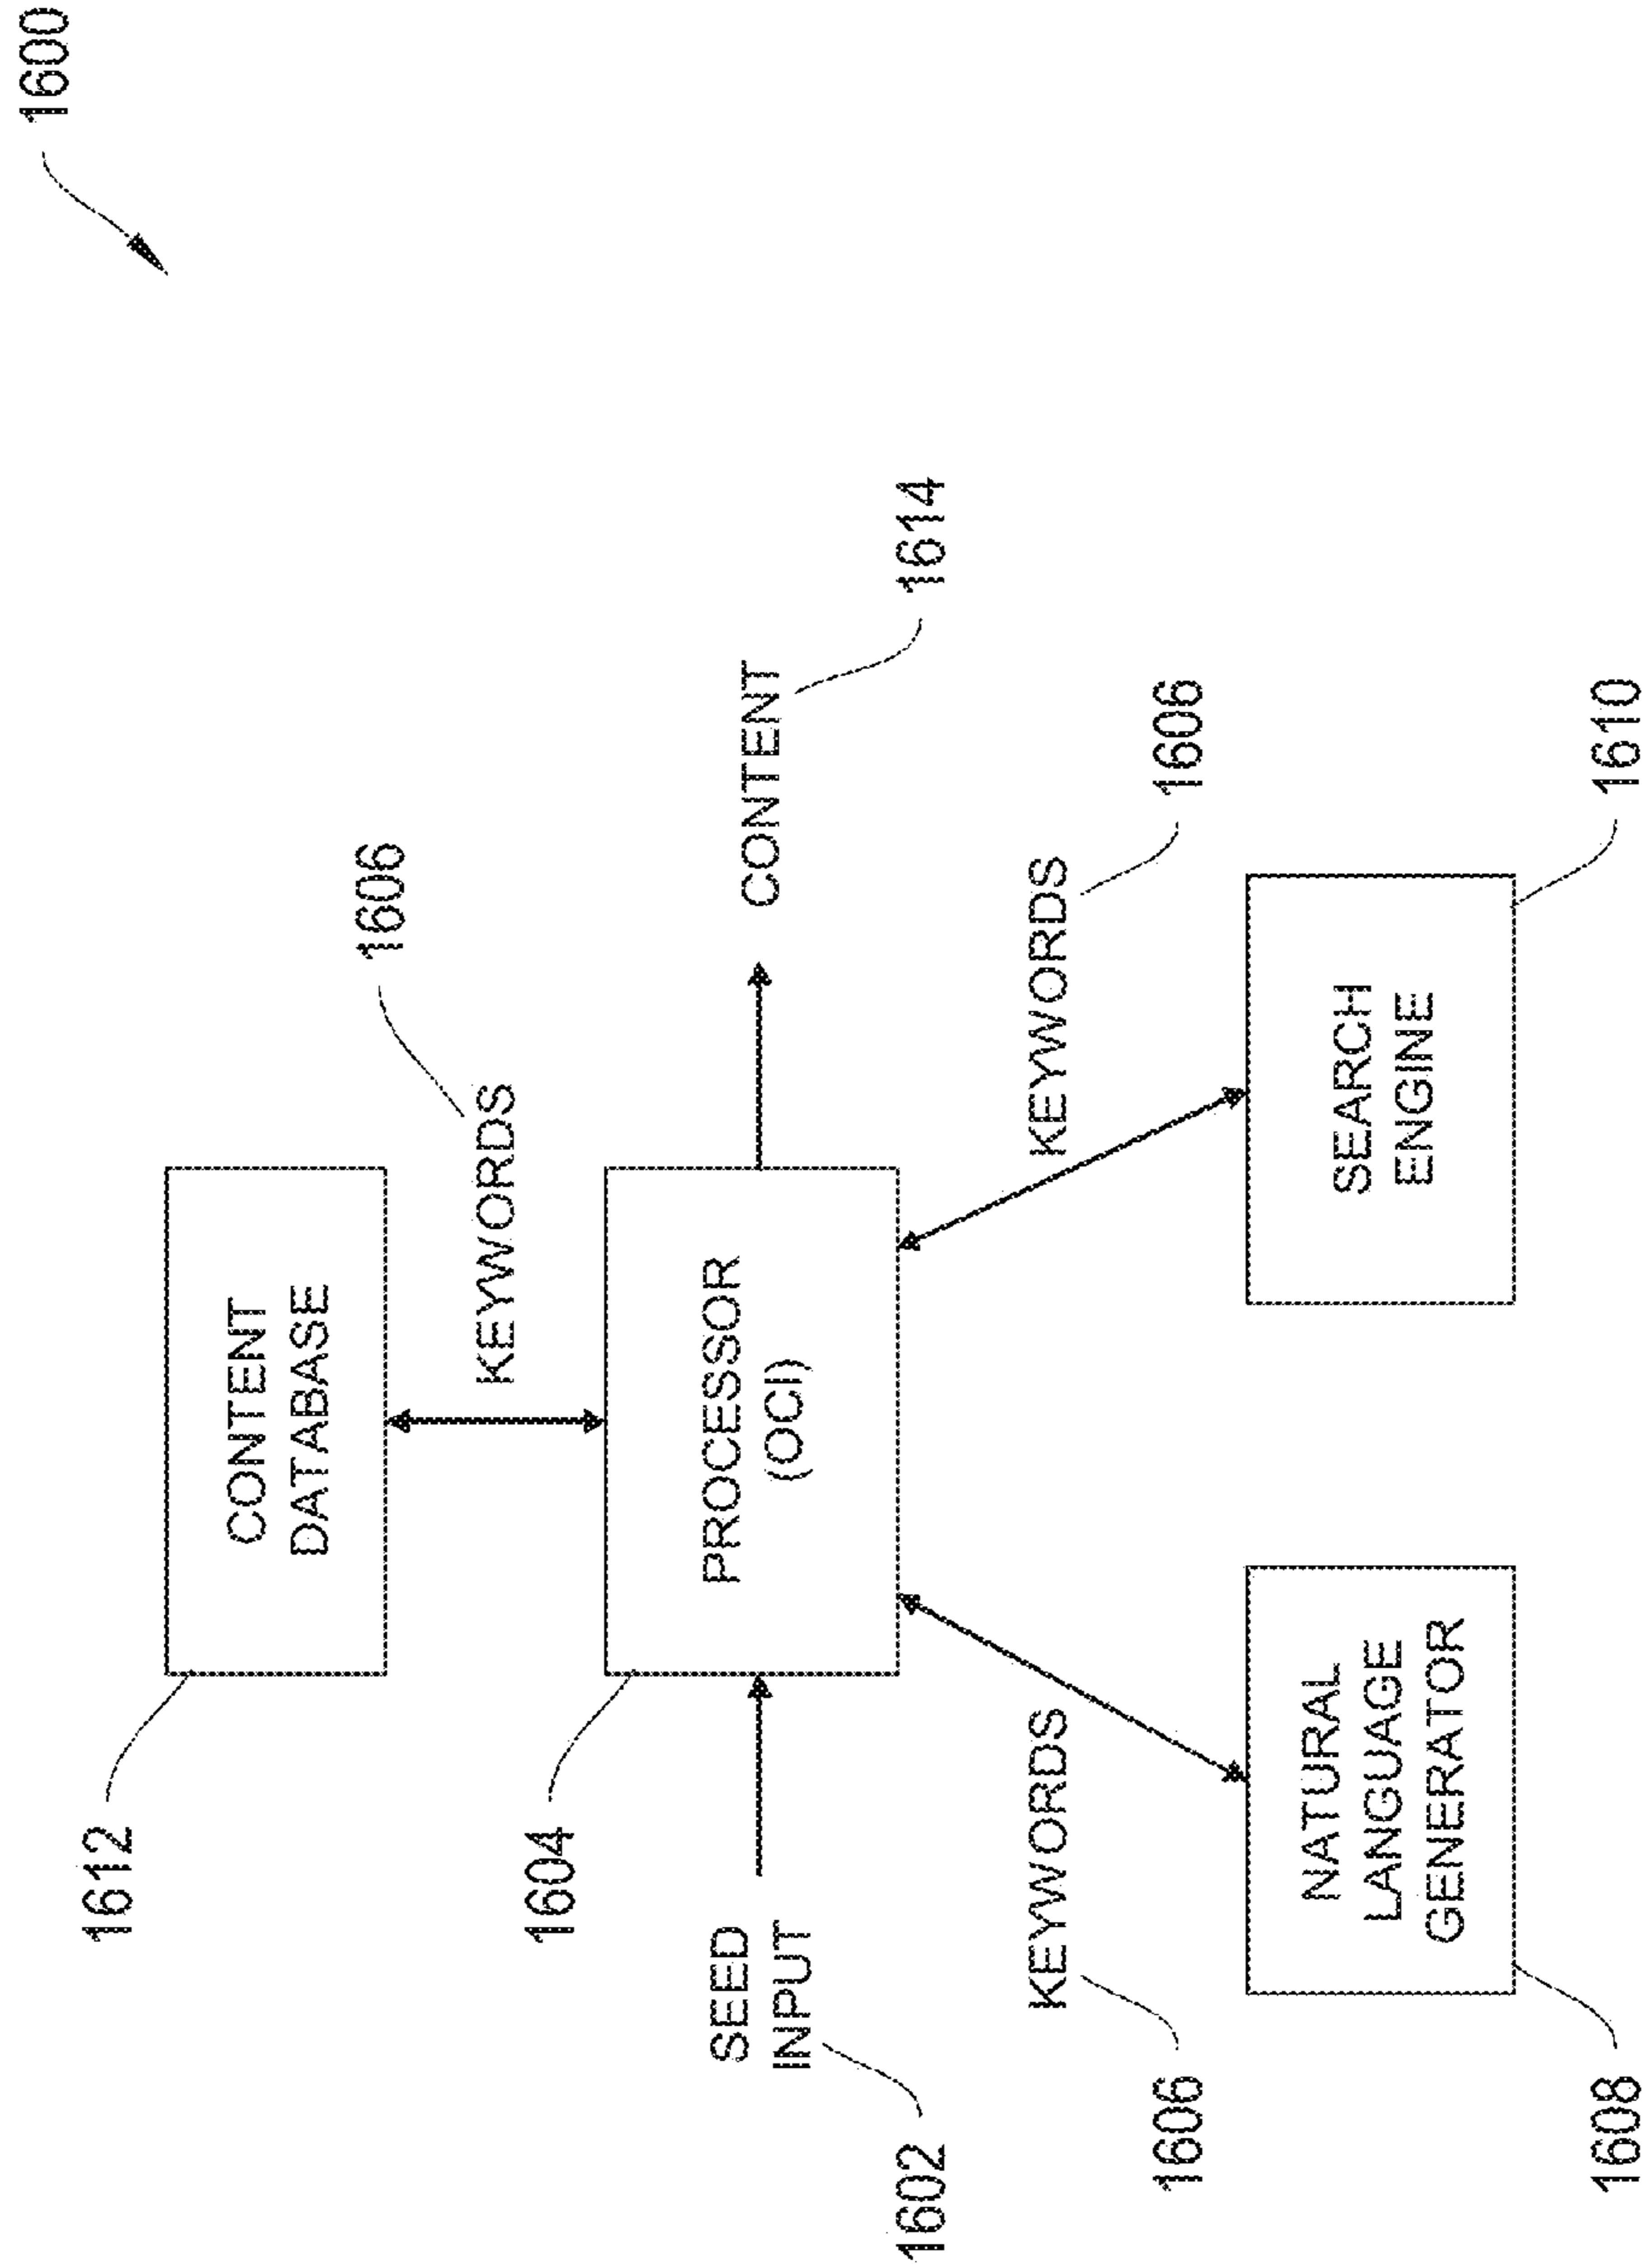 1600
1612
CONTENT
DATABASE
1606
KEYWORDS
1604
PROCESSOR
(OCI)
SEED
INPUT
1602
CONTENT
1614
KEYWORDS
1606
KEYWORDS
1606
NATURAL
LANGUAGE
GENERATOR
1608
SEARCH
ENGINE
1610